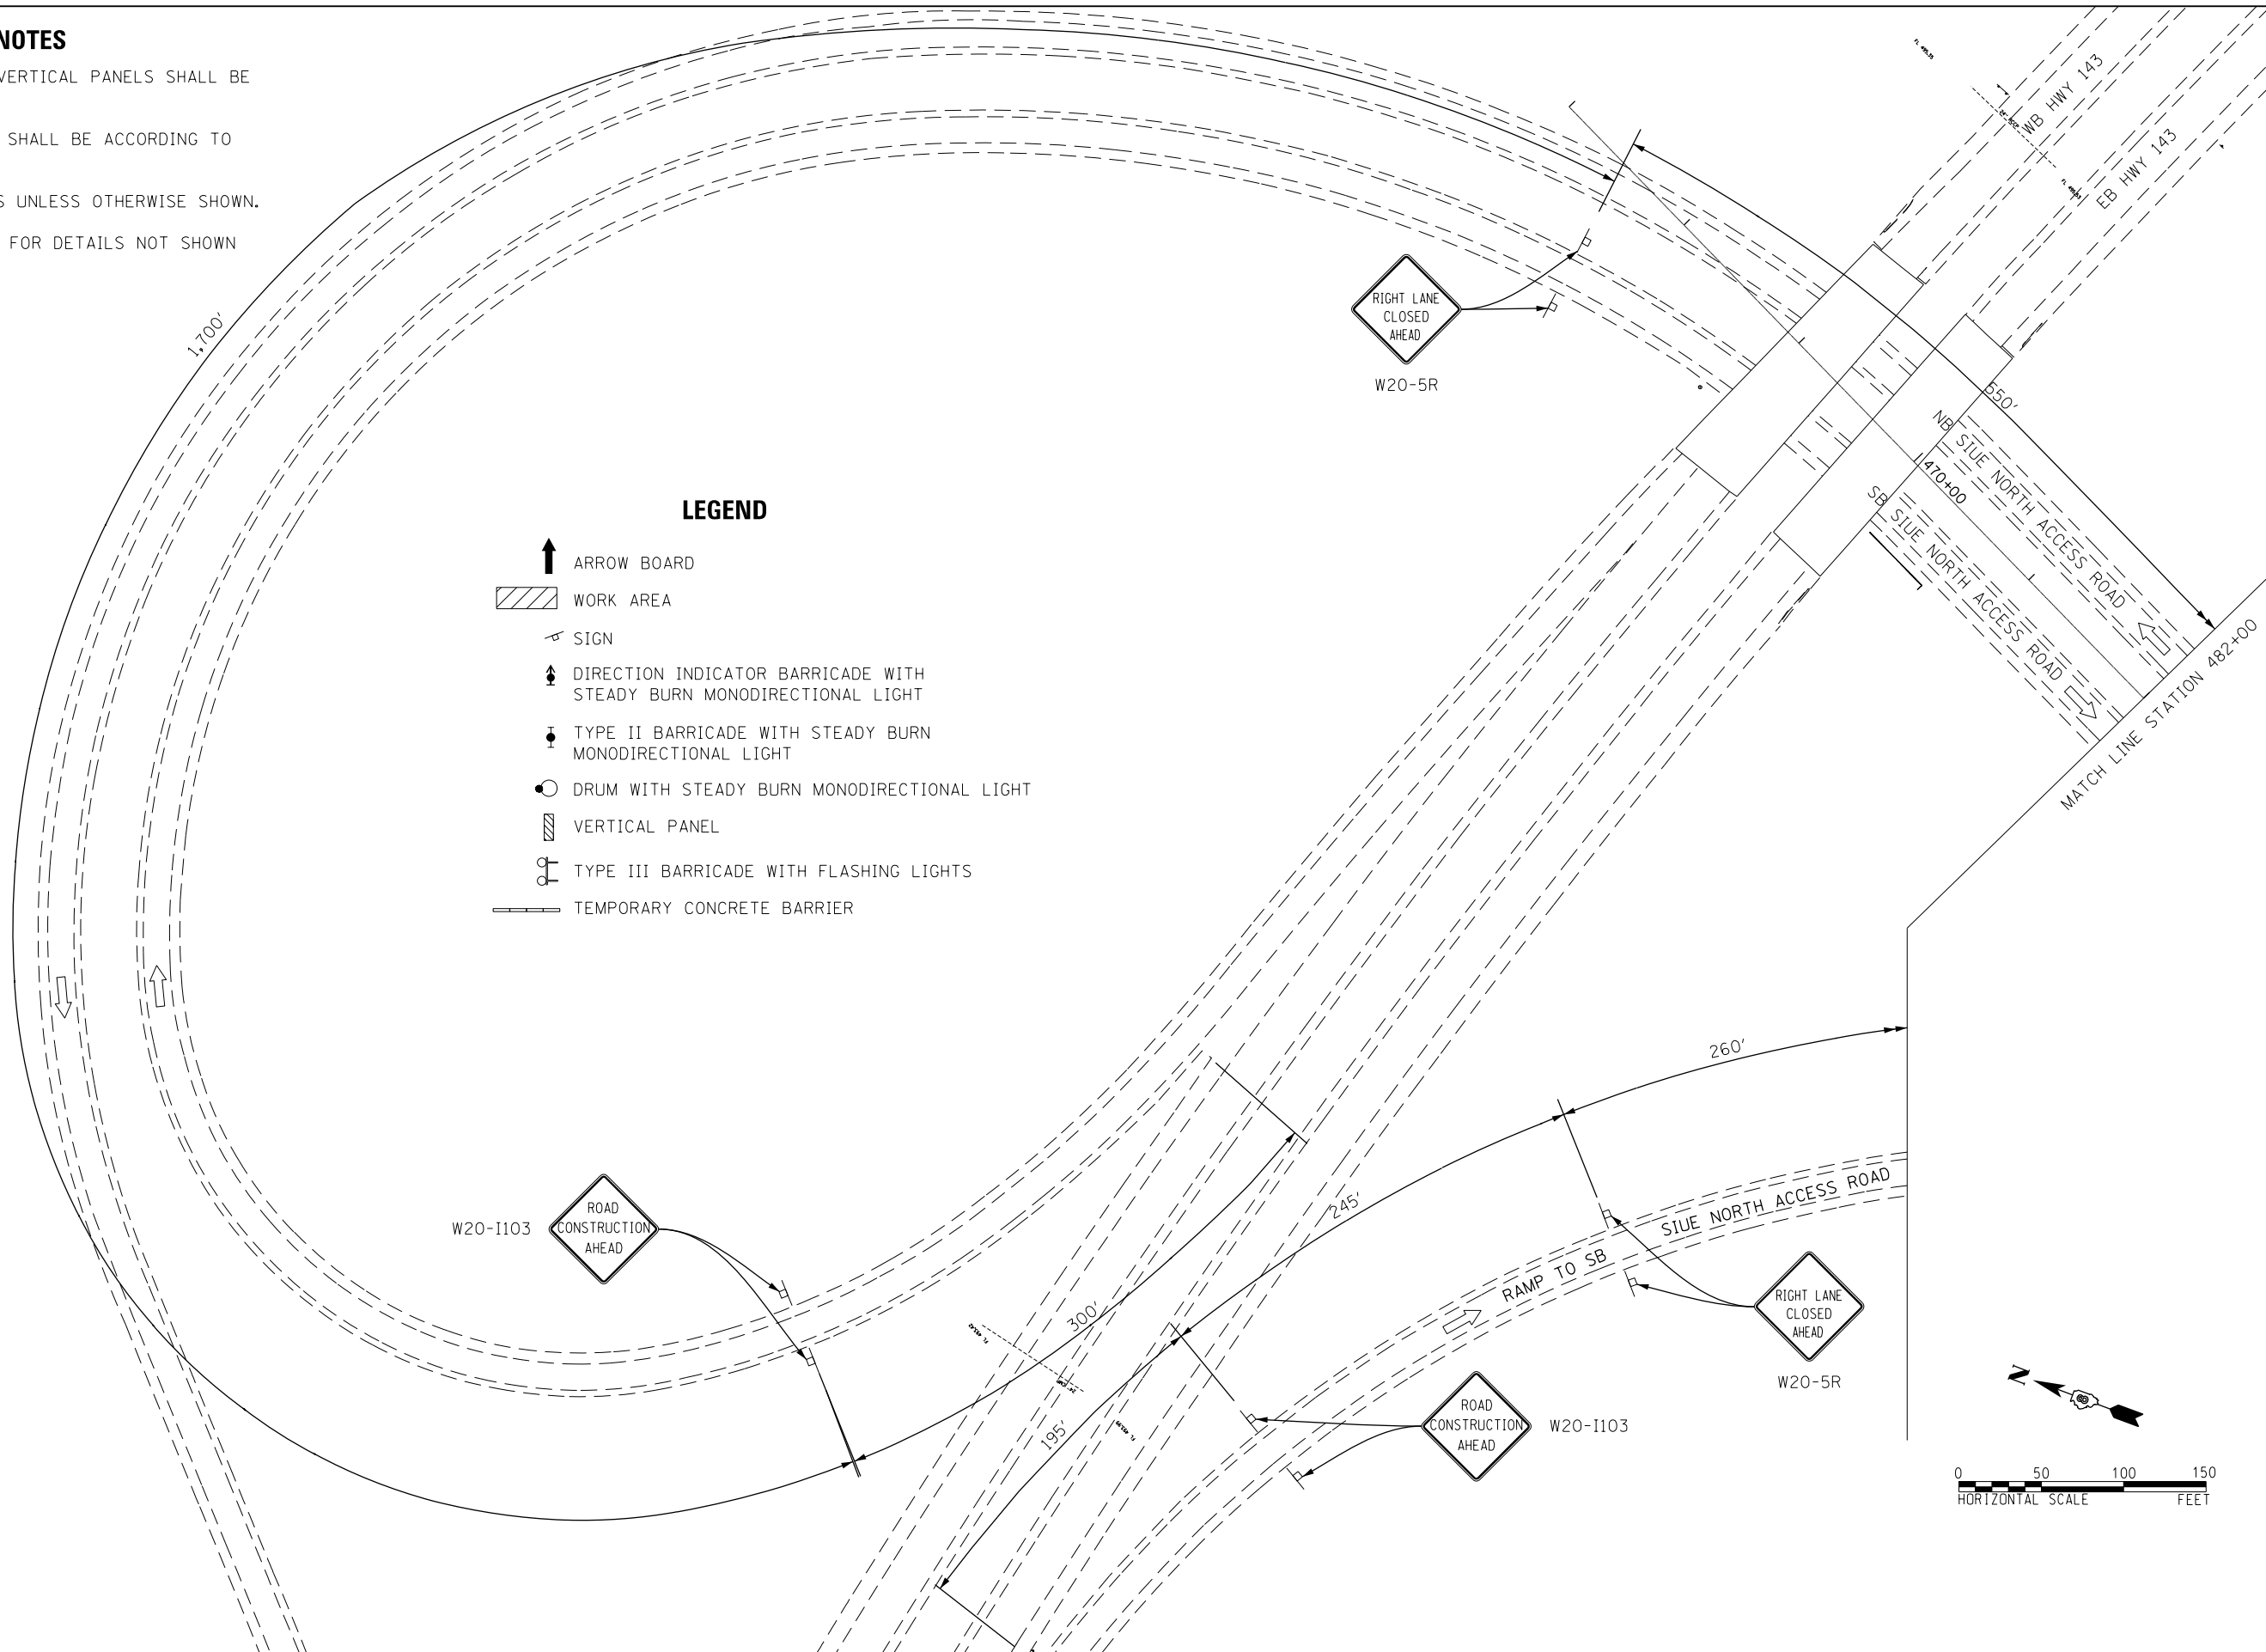 NOTES
VERTICAL PANELS SHALL BE
SHALL BE ACCORDING TO
S UNLESS OTHERWISE SHOWN.
FOR DETAILS NOT SHOWN
1,700'
WB HWY 143
EB HWY 143
RIGHT LANE
CLOSED
AHEAD
W20-5R
550'
NB SIUE NORTH ACCESS ROAD
470+00
SB SIUE NORTH ACCESS ROAD
MATCH LINE STATION 482+00
LEGEND
ARROW BOARD
WORK AREA
SIGN
DIRECTION INDICATOR BARRICADE WITH
STEADY BURN MONODIRECTIONAL LIGHT
TYPE II BARRICADE WITH STEADY BURN
MONODIRECTIONAL LIGHT
DRUM WITH STEADY BURN MONODIRECTIONAL LIGHT
VERTICAL PANEL
TYPE III BARRICADE WITH FLASHING LIGHTS
TEMPORARY CONCRETE BARRIER
260'
245'
RAMP TO SB SIUE NORTH ACCESS ROAD
W20-I103
ROAD
CONSTRUCTION
AHEAD
300'
195'
RIGHT LANE
CLOSED
AHEAD
W20-5R
ROAD
CONSTRUCTION
AHEAD
W20-I103
N
0 50 100 150
HORIZONTAL SCALE FEET